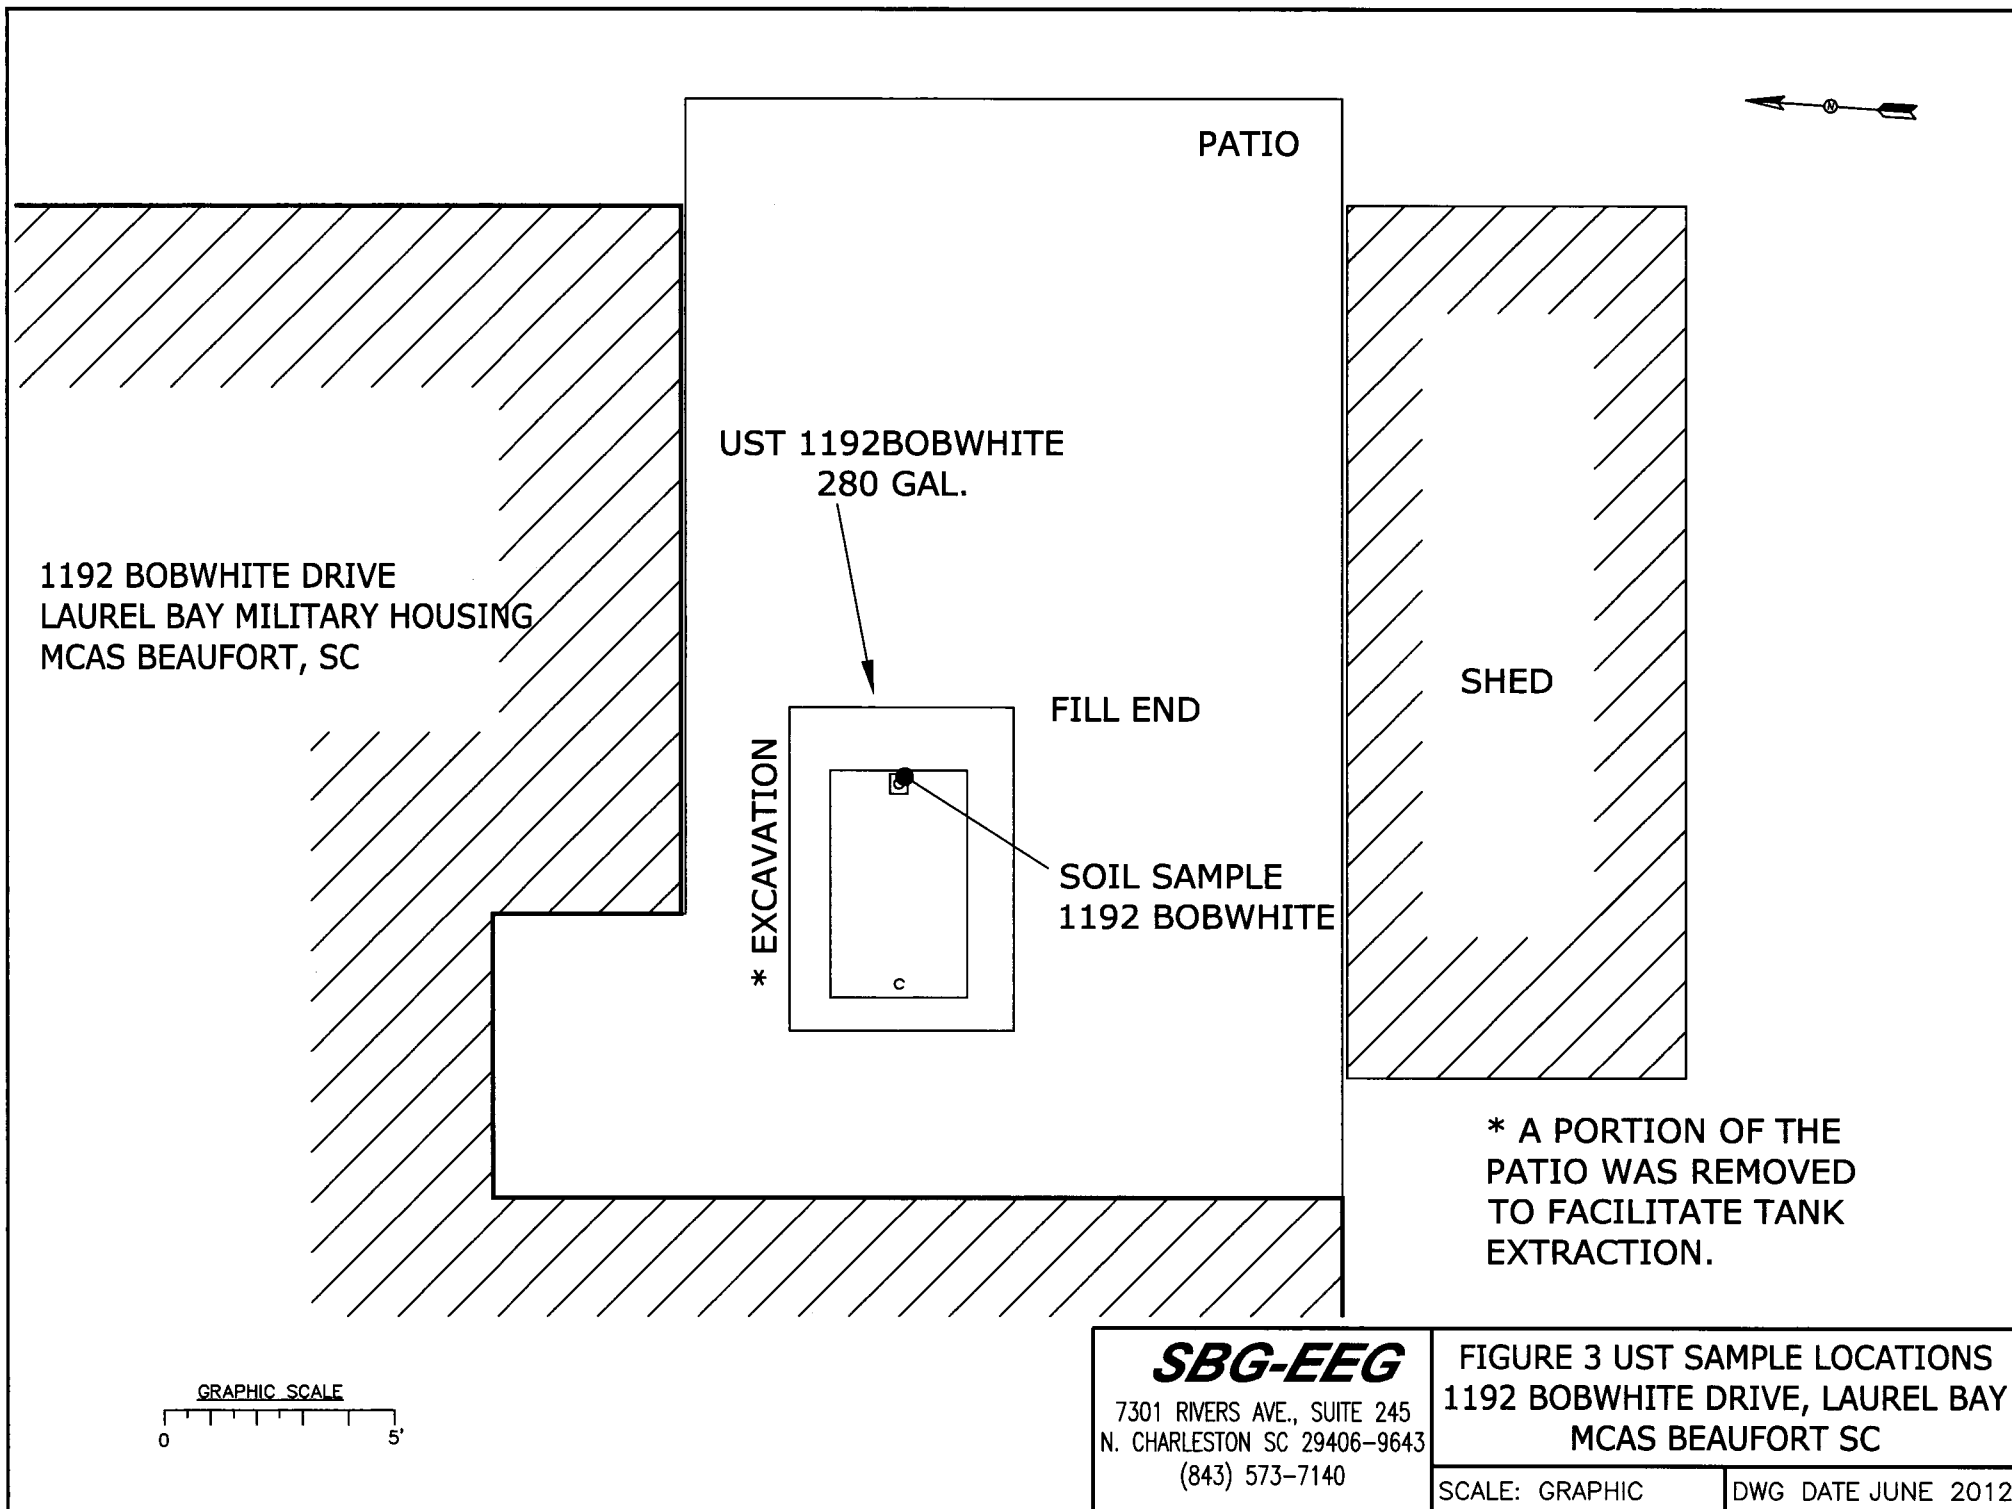 PATIO
N
UST 1192BOBWHITE
280 GAL.
1192 BOBWHITE DRIVE
LAUREL BAY MILITARY HOUSING
MCAS BEAUFORT, SC
FILL END
SHED
* EXCAVATION
SOIL SAMPLE
1192 BOBWHITE
C
* A PORTION OF THE
PATIO WAS REMOVED
TO FACILITATE TANK
EXTRACTION.
GRAPHIC SCALE
0 5'
SBG-EEG
7301 RIVERS AVE., SUITE 245
N. CHARLESTON SC 29406-9643
(843) 573-7140
FIGURE 3 UST SAMPLE LOCATIONS
1192 BOBWHITE DRIVE, LAUREL BAY
MCAS BEAUFORT SC
SCALE: GRAPHIC
DWG DATE JUNE 2012